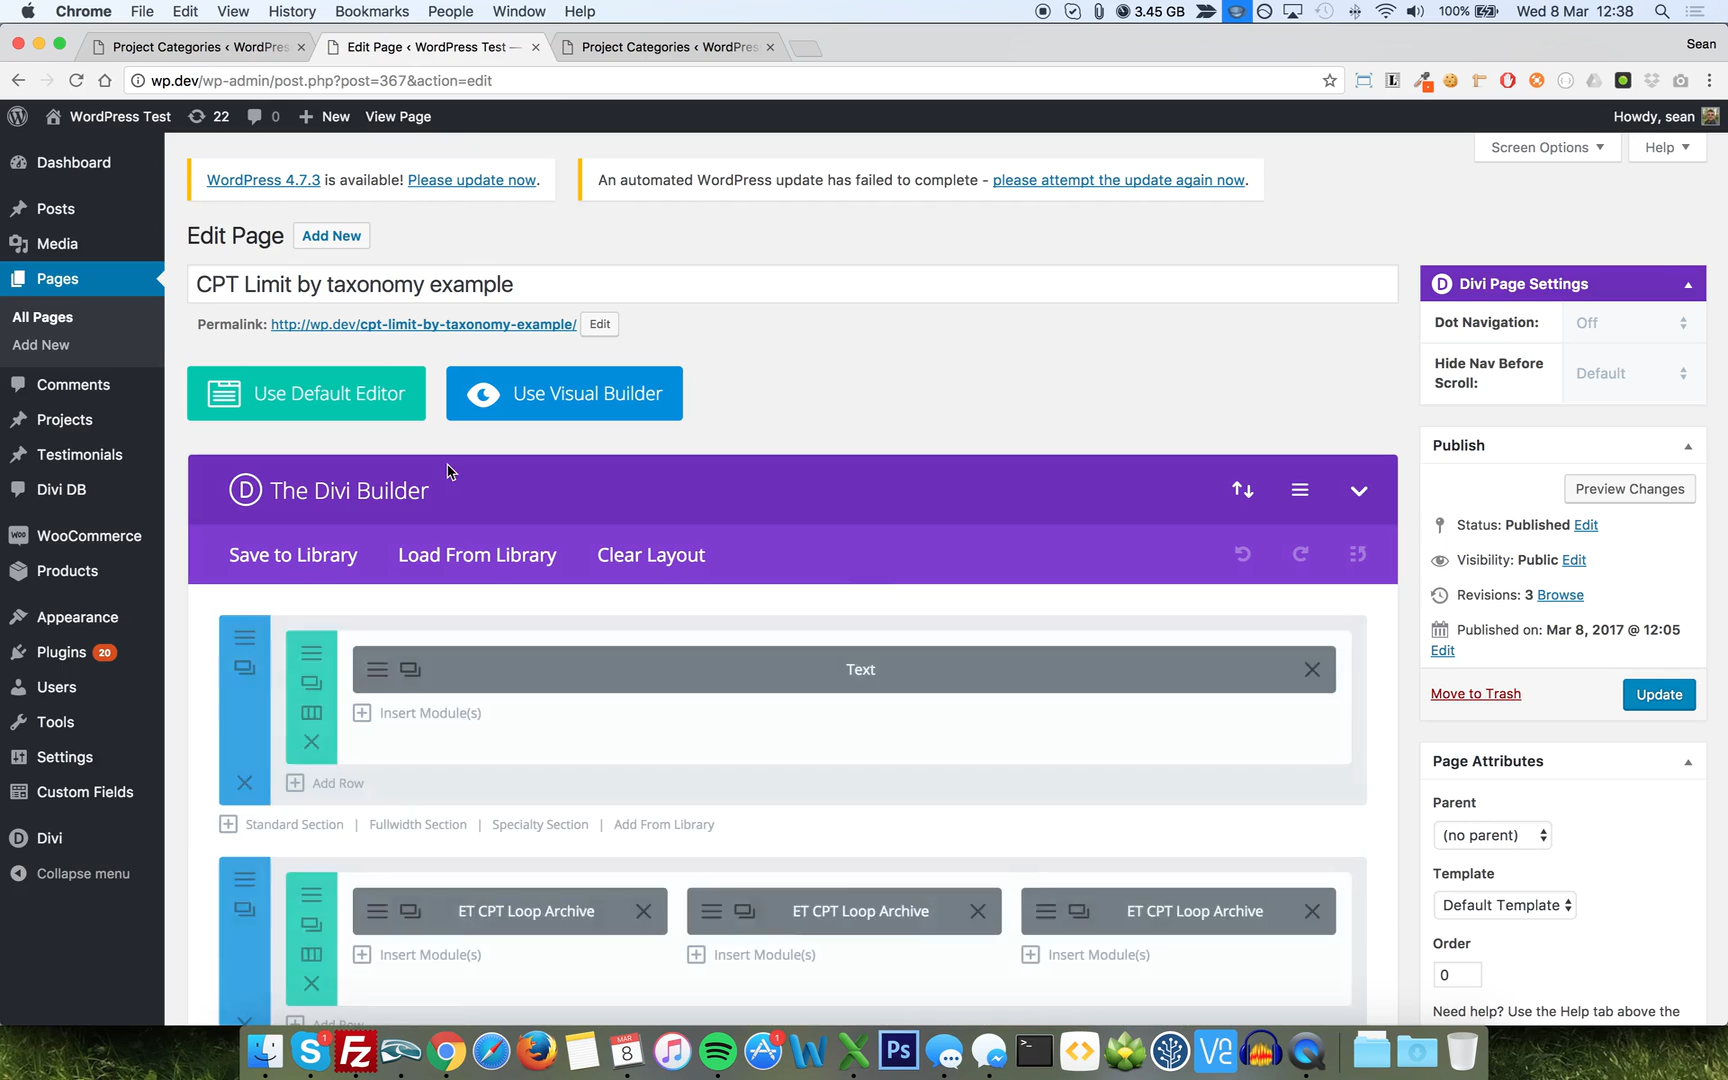 Chrome File Edit View History Bookmarks People Window Help
3.45 GB 100% Wed 8 Mar 12:38
Project Categories ‹ WordPres
Edit Page ‹ WordPress Test —
Project Categories ‹ WordPres
Sean
wp.dev/wp-admin/post.php?post=367&action=edit
WordPress Test 22 0 New View Page
Howdy, sean
Screen Options Help
WordPress 4.7.3 is available! Please update now.
An automated WordPress update has failed to complete - please attempt the update again now.
Dashboard
Posts
Media
Pages
All Pages
Add New
Comments
Projects
Testimonials
Divi DB
WooCommerce
Products
Appearance
Plugins 20
Users
Tools
Settings
Custom Fields
Divi
Collapse menu
Edit Page Add New
CPT Limit by taxonomy example
Permalink: http://wp.dev/cpt-limit-by-taxonomy-example/ Edit
Use Default Editor
Use Visual Builder
D The Divi Builder
Save to Library Load From Library Clear Layout
Text
Insert Module(s)
Add Row
Standard Section | Fullwidth Section | Specialty Section | Add From Library
ET CPT Loop Archive ET CPT Loop Archive ET CPT Loop Archive
Insert Module(s) Insert Module(s) Insert Module(s)
Add Row
D Divi Page Settings
Dot Navigation: Off
Hide Nav Before
Scroll:
Default
Publish
Preview Changes
Status: Published Edit
Visibility: Public Edit
Revisions: 3 Browse
Published on: Mar 8, 2017 @ 12:05
Edit
Move to Trash Update
Page Attributes
Parent
(no parent)
Template
Default Template
Order
0
Need help? Use the Help tab above the